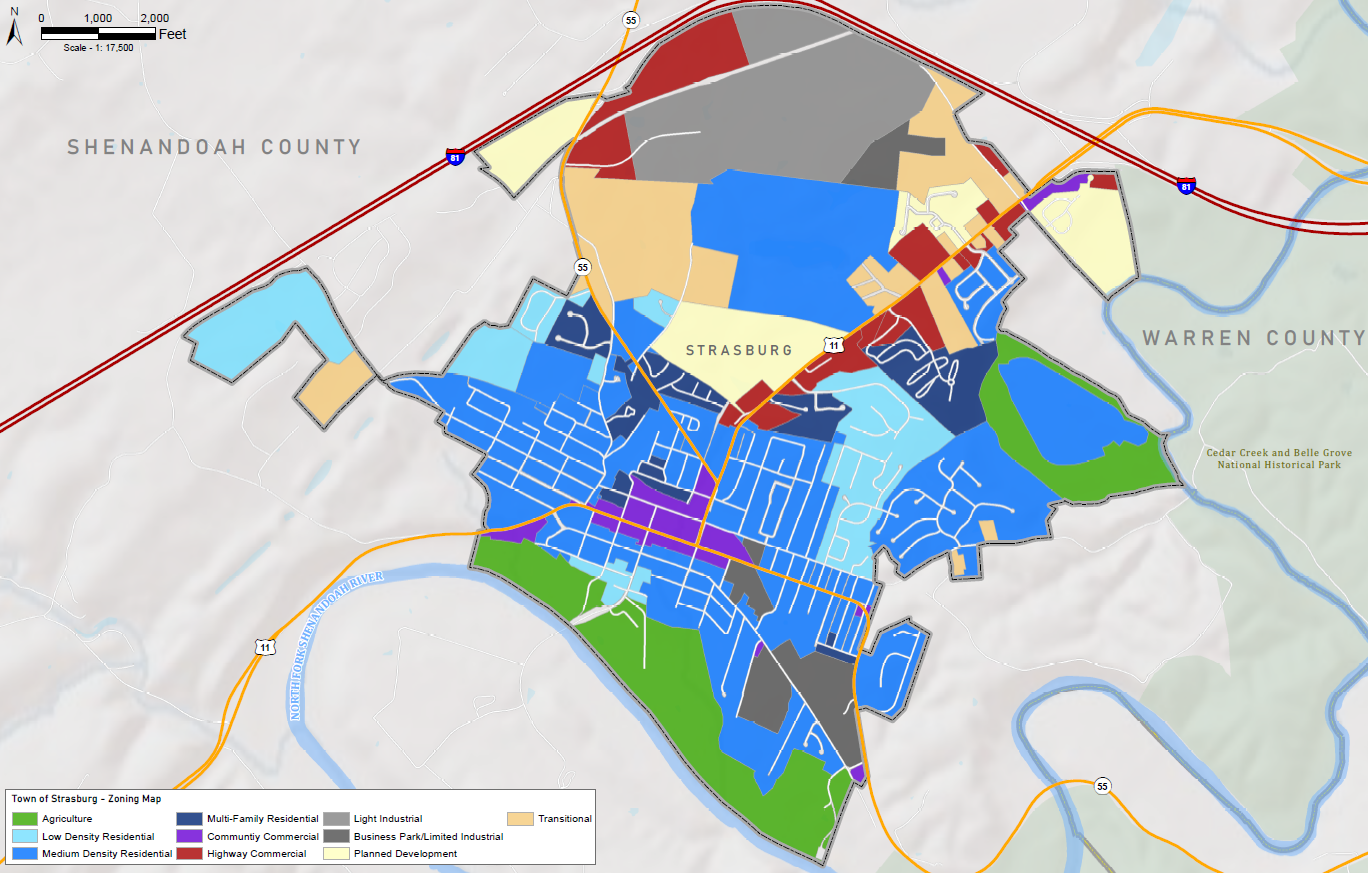 N
0 1,000 2,000
Feet
Scale - 1: 17,500
55
SHENANDOAH COUNTY
81
81
55
STRASBURG
11
WARREN COUNTY
Cedar Creek and Belle Grove
National Historical Park
NORTH FORK SHENANDOAH RIVER
11
55
Town of Strasburg - Zoning Map
Agriculture
Low Density Residential
Medium Density Residential
Multi-Family Residential
Communtiy Commercial
Highway Commercial
Light Industrial
Business Park/Limited Industrial
Planned Development
Transitional